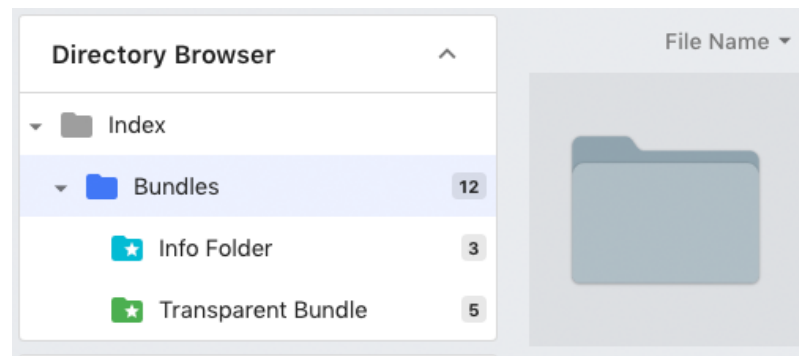 Directory Browser
File Name
Index
Bundles 12
Info Folder 3
Transparent Bundle 5